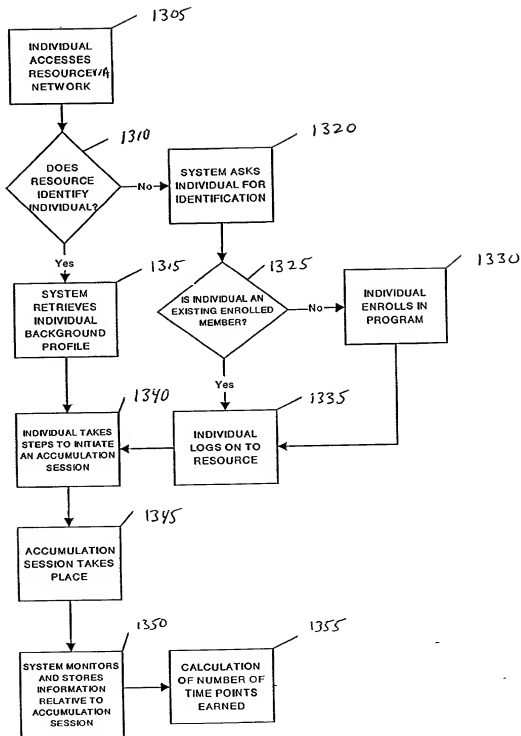 1305
INDIVIDUAL
ACCESSES
RESOURCE VIA
NETWORK
1310
DOES
RESOURCE
IDENTIFY
INDIVIDUAL?
No
1320
SYSTEM ASKS
INDIVIDUAL FOR
IDENTIFICATION
Yes
1315
SYSTEM
RETRIEVES
INDIVIDUAL
BACKGROUND
PROFILE
1325
IS INDIVIDUAL AN
EXISTING ENROLLED
MEMBER?
No
1330
INDIVIDUAL
ENROLLS IN
PROGRAM
Yes
1335
INDIVIDUAL
LOGS ON TO
RESOURCE
1340
INDIVIDUAL TAKES
STEPS TO INITIATE
AN ACCUMULATION
SESSION
1345
ACCUMULATION
SESSION TAKES
PLACE
1350
SYSTEM MONITORS
AND STORES
INFORMATION
RELATIVE TO
ACCUMULATION
SESSION
1355
CALCULATION
OF NUMBER OF
TIME POINTS
EARNED